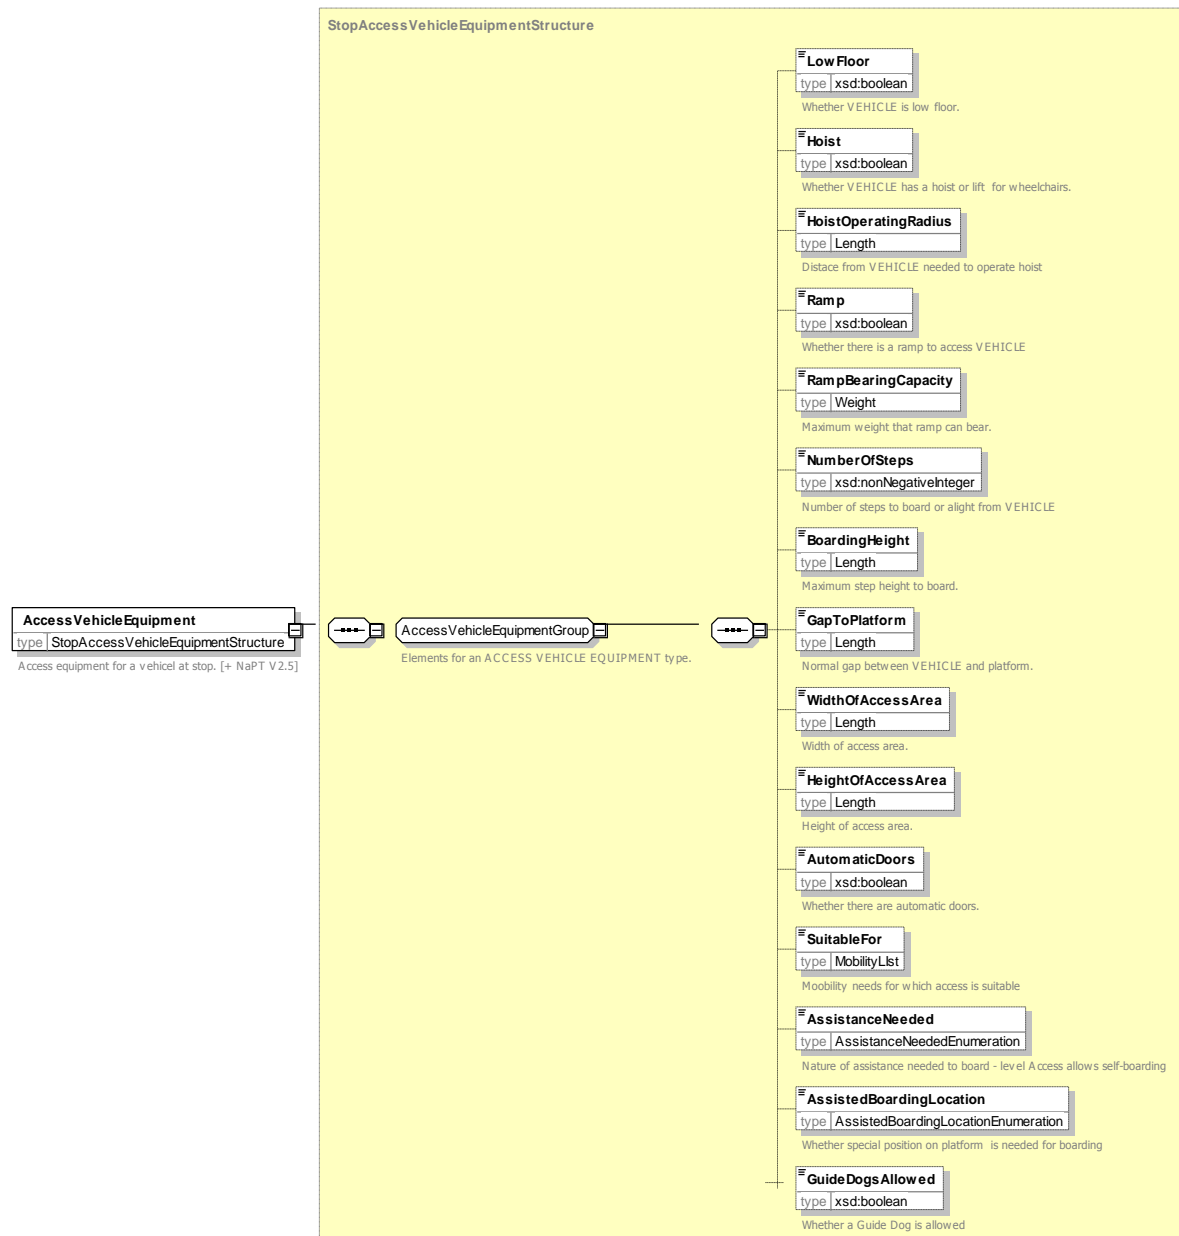 StopAccessVehicleEquipmentStructure
LowFloor
type xsd:boolean
Whether VEHICLE is low floor.
Hoist
type xsd:boolean
Whether VEHICLE has a hoist or lift for wheelchairs.
HoistOperatingRadius
type Length
Distace from VEHICLE needed to operate hoist
Ramp
type xsd:boolean
Whether there is a ramp to access VEHICLE
RampBearingCapacity
type Weight
Maximum weight that ramp can bear.
NumberOfSteps
type xsd:nonNegativeInteger
Number of steps to board or alight from VEHICLE
BoardingHeight
type Length
Maximum step height to board.
AccessVehicleEquipment
type StopAccessVehicleEquipmentStructure
Access equipment for a vehicel at stop. [+ NaPT V2.5]
AccessVehicleEquipmentGroup
Elements for an ACCESS VEHICLE EQUIPMENT type.
GapToPlatform
type Length
Normal gap between VEHICLE and platform.
WidthOfAccessArea
type Length
Width of access area.
HeightOfAccessArea
type Length
Height of access area.
AutomaticDoors
type xsd:boolean
Whether there are automatic doors.
SuitableFor
type MobilityLIst
Moobility needs for which access is suitable
AssistanceNeeded
type AssistanceNeededEnumeration
Nature of assistance needed to board - level Access allows self-boarding
AssistedBoardingLocation
type AssistedBoardingLocationEnumeration
Whether special position on platform is needed for boarding
GuideDogsAllowed
type xsd:boolean
Whether a Guide Dog is allowed